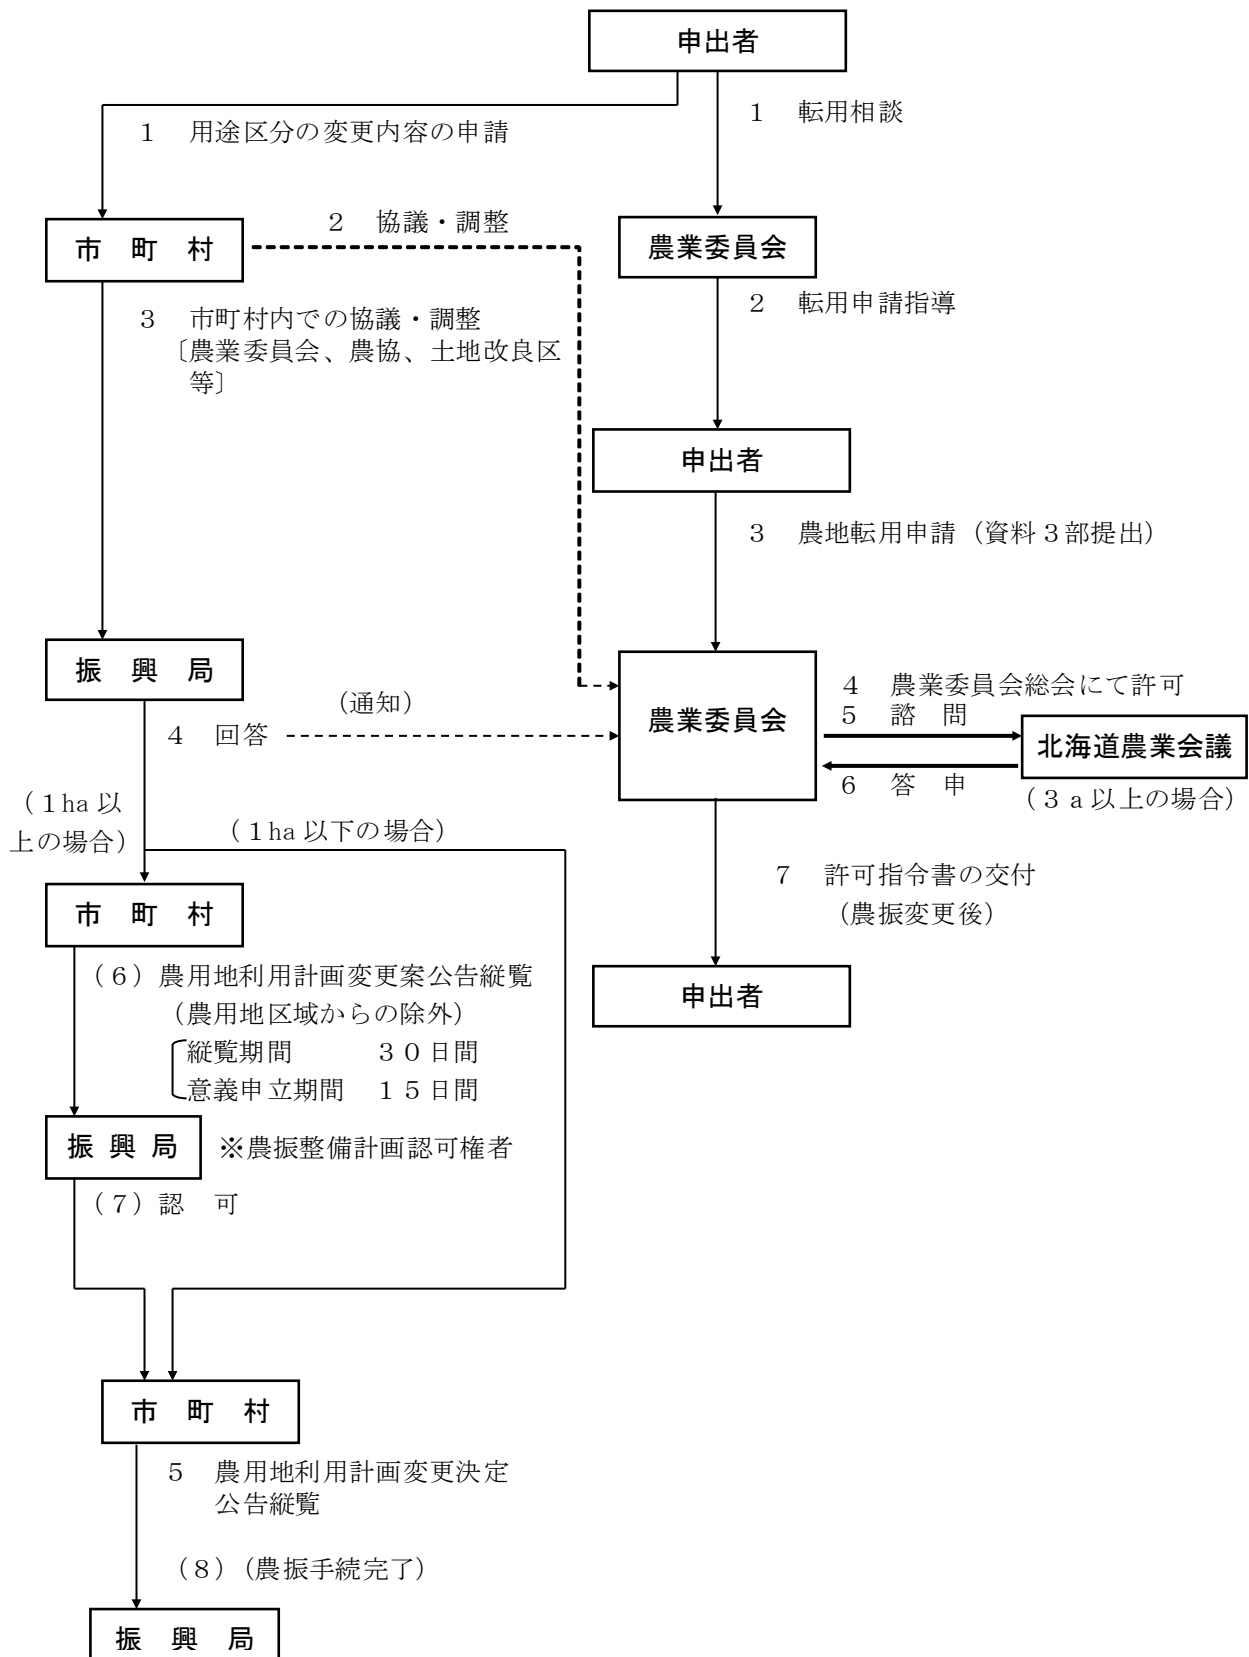 申出者
1 転用相談
1 用途区分の変更内容の申請
2 協議・調整
市 町 村
農業委員会
2 転用申請指導
3 市町村内での協議・調整
〔農業委員会、農協、土地改良区
等〕
申出者
3 農地転用申請（資料3部提出）
振 興 局
（通知）
4 回答
農業委員会
4 農業委員会総会にて許可
5 諮 問
北海道農業会議
6 答 申
（3a以上の場合）
（1ha以
上の場合）
（1ha以下の場合）
7 許可指令書の交付
（農振変更後）
市 町 村
申出者
（6）農用地利用計画変更案公告縦覧
（農用地区域からの除外）
縦覧期間 30日間
意義申立期間 15日間
振 興 局
※農振整備計画認可権者
（7）認 可
市 町 村
5 農用地利用計画変更決定
公告縦覧
（8）（農振手続完了）
振 興 局